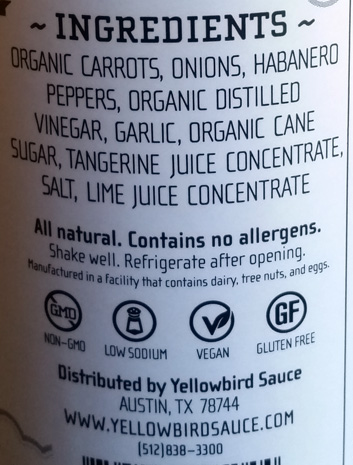 ~ INGREDIENTS ~
ORGANIC CARROTS, ONIONS, HABANERO
PEPPERS, ORGANIC DISTILLED
VINEGAR, GARLIC, ORGANIC CANE
SUGAR, TANGERINE JUICE CONCENTRATE,
SALT, LIME JUICE CONCENTRATE
All natural. Contains no allergens.
Shake well. Refrigerate after opening.
Manufactured in a facility that contains dairy, tree nuts, and eggs.
GMO GF
NON-GMO LOW SODIUM VEGAN GLUTEN FREE
Distributed by Yellowbird Sauce
AUSTIN, TX 78744
WWW.YELLOWBIRDSAUCE.COM
(512)838-3300